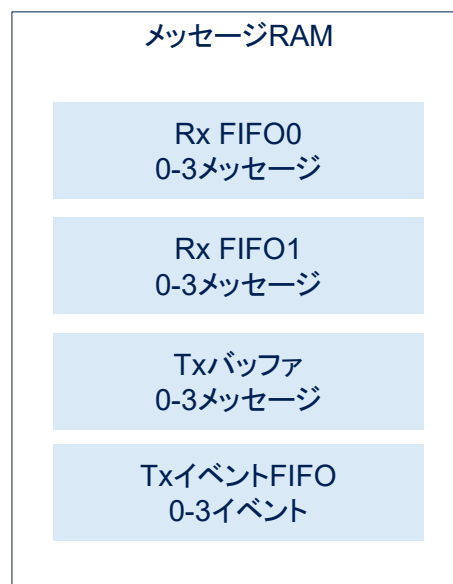 メッセージRAM
Rx FIFO0
0-3メッセージ
Rx FIFO1
0-3メッセージ
Txバッファ
0-3メッセージ
TxイベントFIFO
0-3イベント